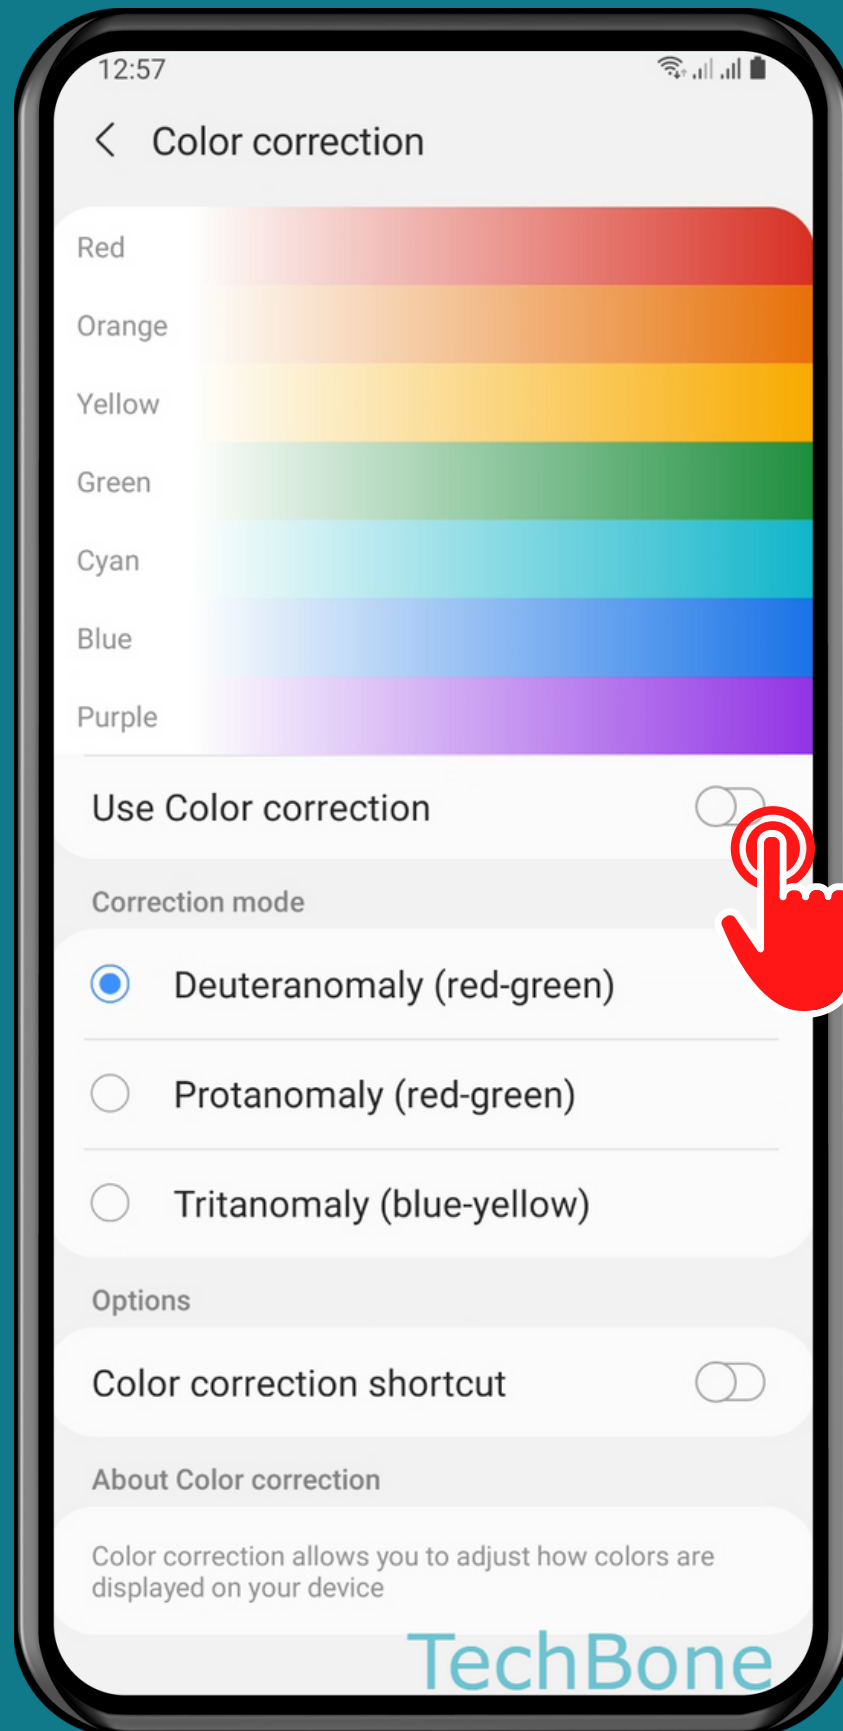 12:57
Color correction
Red
Orange
Yellow
Green
Cyan
Blue
Purple
Use Color correction
Correction mode
Deuteranomaly (red-green)
Protanomaly (red-green)
Tritanomaly (blue-yellow)
Options
Color correction shortcut
About Color correction
Color correction allows you to adjust how colors are
displayed on your device
TechBone